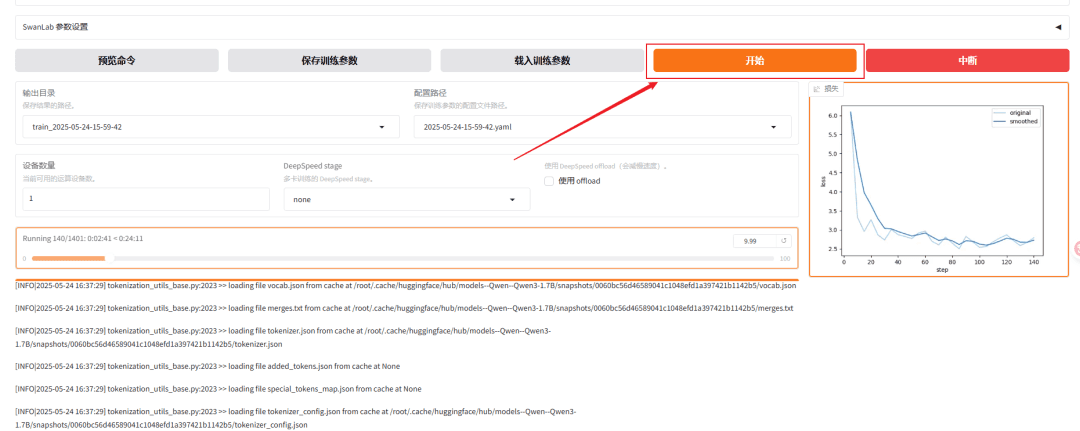 SwanLab 参数设置
预览命令
保存训练参数
载入训练参数
开始
中断
输出目录
保存结果的路径。
train_2025-05-24-15-59-42
配置路径
保存训练参数的配置文件路径。
2025-05-24-15-59-42.yaml
设备数量
当前可用的运算设备数。
1
DeepSpeed stage
多卡训练的 DeepSpeed stage。
none
使用 DeepSpeed offload（会减慢速度）。
使用 offload
Running 140/1401: 0:02:41 < 0:24:11
9.99
0
100
损失
original
smoothed
loss
6.0
5.5
5.0
4.5
4.0
3.5
3.0
2.5
0 20 40 60 80 100 120 140
step
[INFO|2025-05-24 16:37:29] tokenization_utils_base.py:2023 >> loading file vocab.json from cache at /root/.cache/huggingface/hub/models--Qwen--Qwen3-1.7B/snapshots/0060bc56d46589041c1048efd1a397421b1142b5/vocab.json
[INFO|2025-05-24 16:37:29] tokenization_utils_base.py:2023 >> loading file merges.txt from cache at /root/.cache/huggingface/hub/models--Qwen--Qwen3-1.7B/snapshots/0060bc56d46589041c1048efd1a397421b1142b5/merges.txt
[INFO|2025-05-24 16:37:29] tokenization_utils_base.py:2023 >> loading file tokenizer.json from cache at /root/.cache/huggingface/hub/models--Qwen--Qwen3-
1.7B/snapshots/0060bc56d46589041c1048efd1a397421b1142b5/tokenizer.json
[INFO|2025-05-24 16:37:29] tokenization_utils_base.py:2023 >> loading file added_tokens.json from cache at None
[INFO|2025-05-24 16:37:29] tokenization_utils_base.py:2023 >> loading file special_tokens_map.json from cache at None
[INFO|2025-05-24 16:37:29] tokenization_utils_base.py:2023 >> loading file tokenizer_config.json from cache at /root/.cache/huggingface/hub/models--Qwen--Qwen3-
1.7B/snapshots/0060bc56d46589041c1048efd1a397421b1142b5/tokenizer_config.json